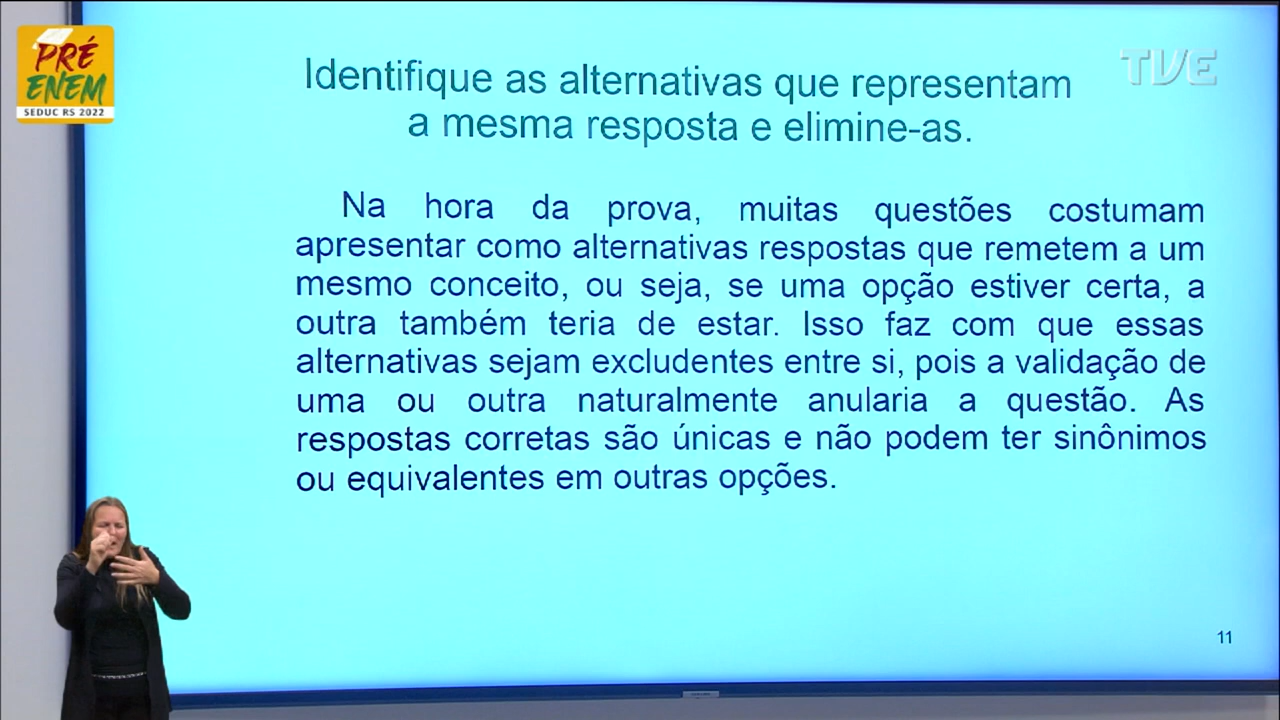 PRÉ
ENEM
SEDUC RS 2022
TVE
Identifique as alternativas que representam
a mesma resposta e elimine-as.
Na hora da prova, muitas questões costumam
apresentar como alternativas respostas que remetem a um
mesmo conceito, ou seja, se uma opção estiver certa, a
outra também teria de estar. Isso faz com que essas
alternativas sejam excludentes entre si, pois a validação de
uma ou outra naturalmente anularia a questão. As
respostas corretas são únicas e não podem ter sinônimos
ou equivalentes em outras opções.
11